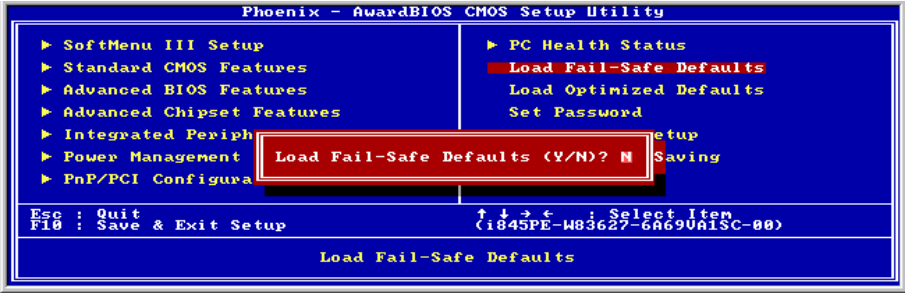 Phoenix - AwardBIOS CMOS Setup Utility
► SoftMenu III Setup
► Standard CMOS Features
► Advanced BIOS Features
► Advanced Chipset Features
► Integrated Periph
► Power Management
► PnP/PCI Configura
► PC Health Status
Load Fail-Safe Defaults
Load Optimized Defaults
Set Password
etup
Saving
Load Fail-Safe Defaults (Y/N)? N
Esc : Quit
F10 : Save & Exit Setup
↑ ↓ → ← : Select Item
(i845PE-W83627-6A69VA1SC-00)
Load Fail-Safe Defaults